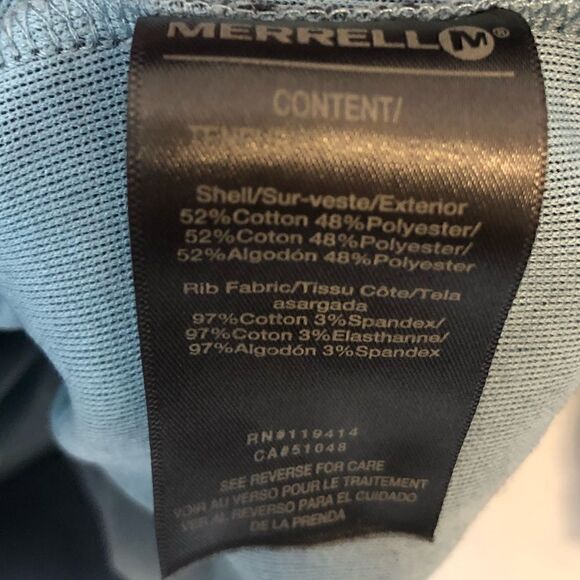 MERRELL M®
CONTENT/
Shell/Sur-veste/Exterior
52%Cotton 48%Polyester/
52%Coton 48%Polyester/
52%Algodón 48%Polyester
Rib Fabric/Tissu Côte/Tela
asargada
97%Cotton 3%Spandex/
97%Coton 3%Elasthanne/
97%Algodón 3%Spandex
RN#119414
CA#51048
SEE REVERSE FOR CARE
VOIR AU VERSO POUR LE TRAITEMENT
VER AL REVERSO PARA EL CUIDADO
DE LA PRENDA